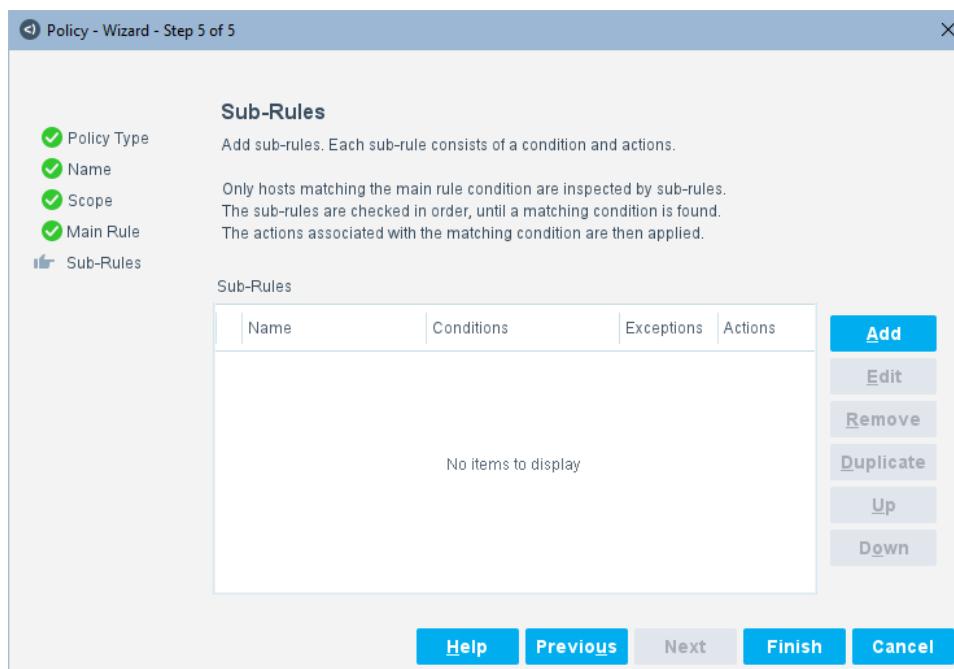 Policy - Wizard - Step 5 of 5
Policy Type
Name
Scope
Main Rule
Sub-Rules
Sub-Rules
Add sub-rules. Each sub-rule consists of a condition and actions.
Only hosts matching the main rule condition are inspected by sub-rules.
The sub-rules are checked in order, until a matching condition is found.
The actions associated with the matching condition are then applied.
Sub-Rules
Name Conditions Exceptions Actions
No items to display
Add
Edit
Remove
Duplicate
Up
Down
Help Previous Next Finish Cancel